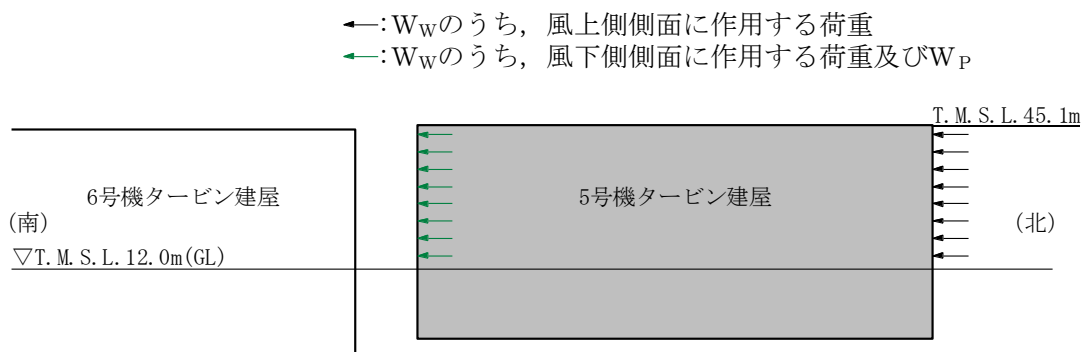 ←:W_Wのうち，風上側側面に作用する荷重
←:W_Wのうち，風下側側面に作用する荷重及びW_P
T.M.S.L.45.1m
6号機タービン建屋
5号機タービン建屋
(南)
(北)
▽T.M.S.L.12.0m(GL)